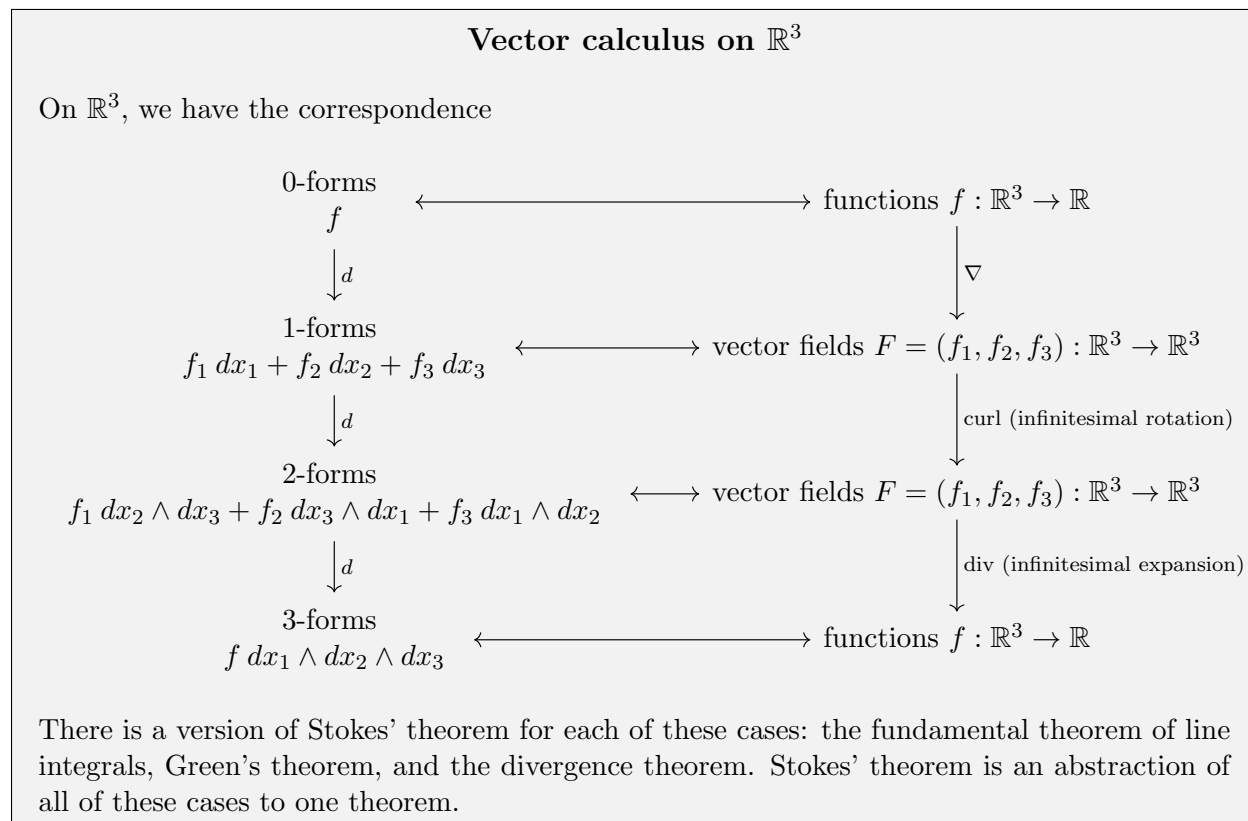 Vector calculus on ℝ³
On ℝ³, we have the correspondence
0-forms
f
functions f : ℝ³ → ℝ
d
∇
1-forms
f₁ dx₁ + f₂ dx₂ + f₃ dx₃
vector fields F = (f₁, f₂, f₃) : ℝ³ → ℝ³
d
curl (infinitesimal rotation)
2-forms
f₁ dx₂ ∧ dx₃ + f₂ dx₃ ∧ dx₁ + f₃ dx₁ ∧ dx₂
vector fields F = (f₁, f₂, f₃) : ℝ³ → ℝ³
d
div (infinitesimal expansion)
3-forms
f dx₁ ∧ dx₂ ∧ dx₃
functions f : ℝ³ → ℝ
There is a version of Stokes’ theorem for each of these cases: the fundamental theorem of line
integrals, Green’s theorem, and the divergence theorem. Stokes’ theorem is an abstraction of
all of these cases to one theorem.